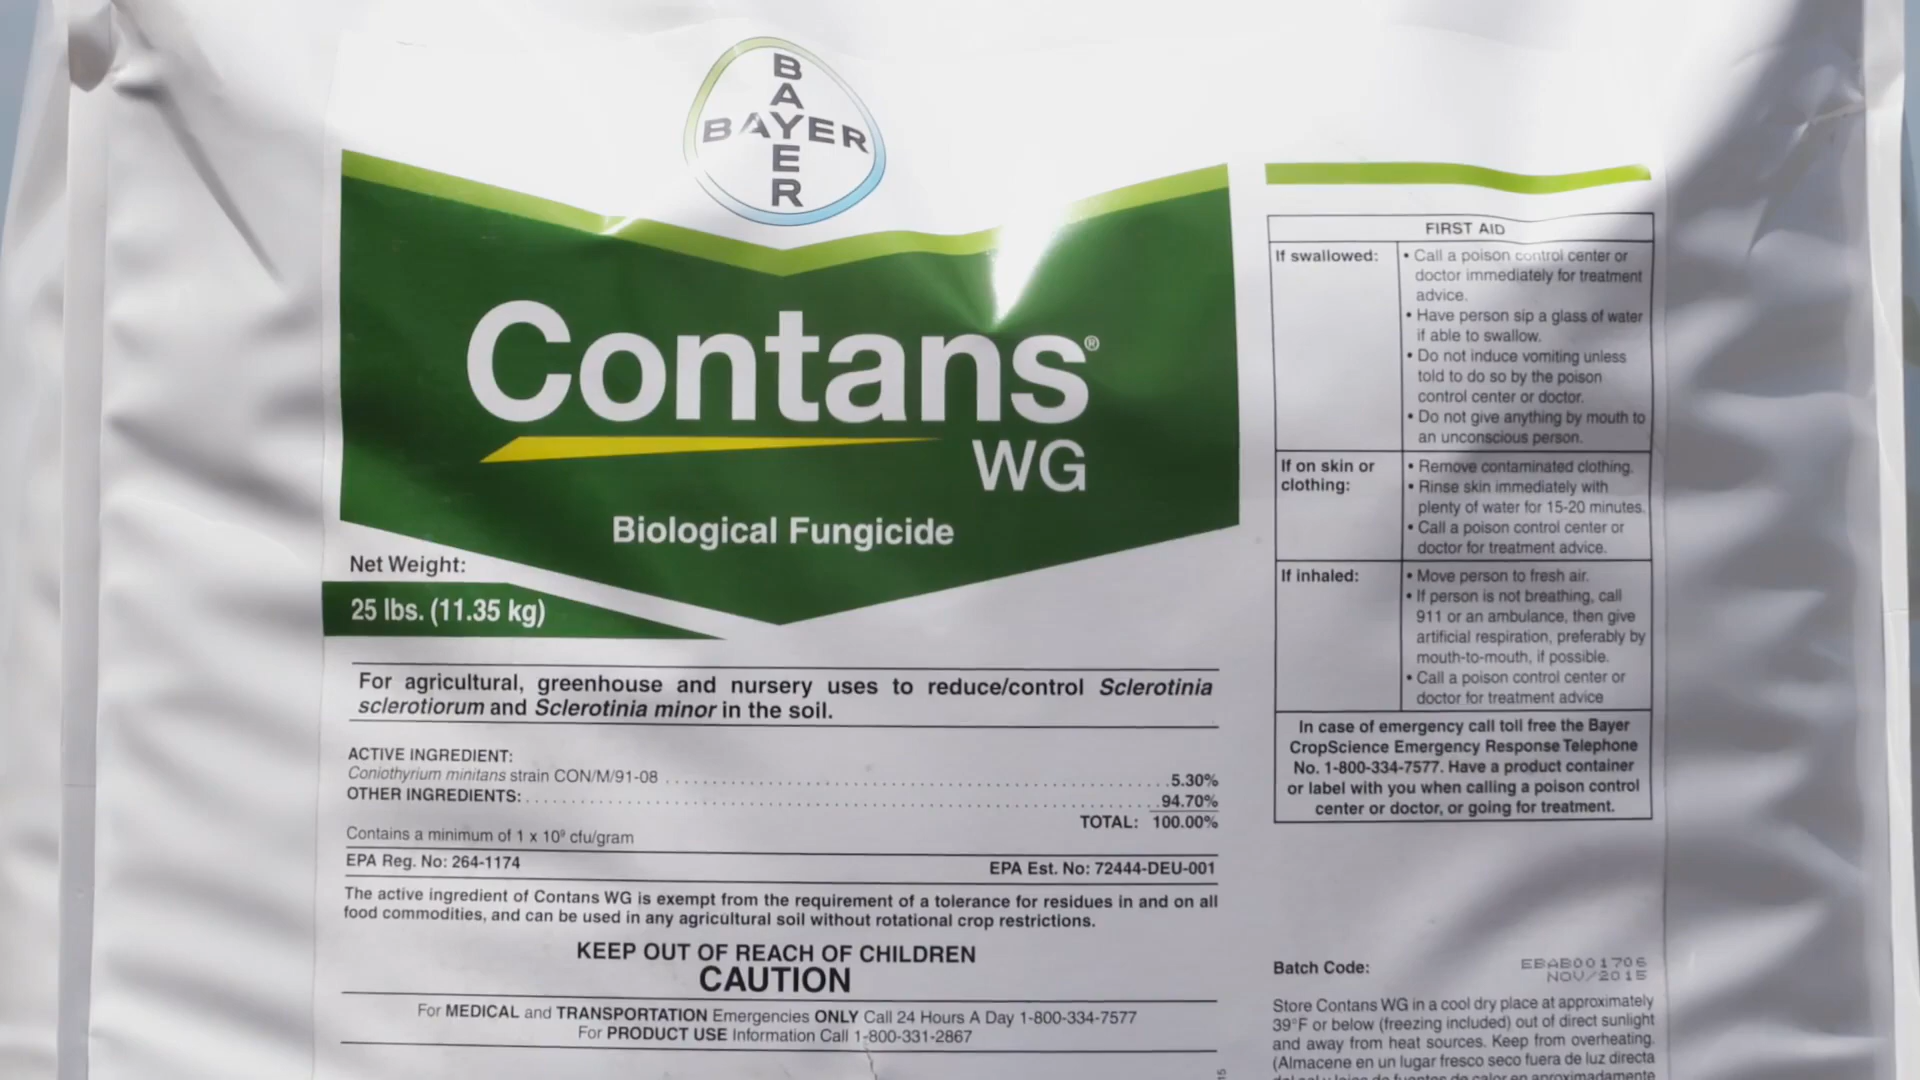 BAYER
BAYER
Contans®
WG
Biological Fungicide
Net Weight:
25 lbs. (11.35 kg)
For agricultural, greenhouse and nursery uses to reduce/control Sclerotinia
sclerotiorum and Sclerotinia minor in the soil.
ACTIVE INGREDIENT:
Coniothyrium minitans strain CON/M/91-08 5.30%
OTHER INGREDIENTS: 94.70%
TOTAL: 100.00%
Contains a minimum of 1 x 10⁹ cfu/gram
EPA Reg. No: 264-1174
EPA Est. No: 72444-DEU-001
The active ingredient of Contans WG is exempt from the requirement of a tolerance for residues in and on all
food commodities, and can be used in any agricultural soil without rotational crop restrictions.
KEEP OUT OF REACH OF CHILDREN
CAUTION
For MEDICAL and TRANSPORTATION Emergencies ONLY Call 24 Hours A Day 1-800-334-7577
For PRODUCT USE Information Call 1-800-331-2867
15
FIRST AID
If swallowed:
• Call a poison control center or
doctor immediately for treatment
advice.
• Have person sip a glass of water
if able to swallow.
• Do not induce vomiting unless
told to do so by the poison
control center or doctor.
• Do not give anything by mouth to
an unconscious person.
If on skin or
clothing:
• Remove contaminated clothing.
• Rinse skin immediately with
plenty of water for 15-20 minutes.
• Call a poison control center or
doctor for treatment advice.
If inhaled:
• Move person to fresh air.
• If person is not breathing, call
911 or an ambulance, then give
artificial respiration, preferably by
mouth-to-mouth, if possible.
• Call a poison control center or
doctor for treatment advice
In case of emergency call toll free the Bayer
CropScience Emergency Response Telephone
No. 1-800-334-7577. Have a product container
or label with you when calling a poison control
center or doctor, or going for treatment.
Batch Code: EBAB001706
NOV/2015
Store Contans WG in a cool dry place at approximately
39°F or below (freezing included) out of direct sunlight
and away from heat sources. Keep from overheating.
(Almacene en un lugar fresco seco fuera de luz directa
del sol y lejos de fuentes de calor en aproximadamente